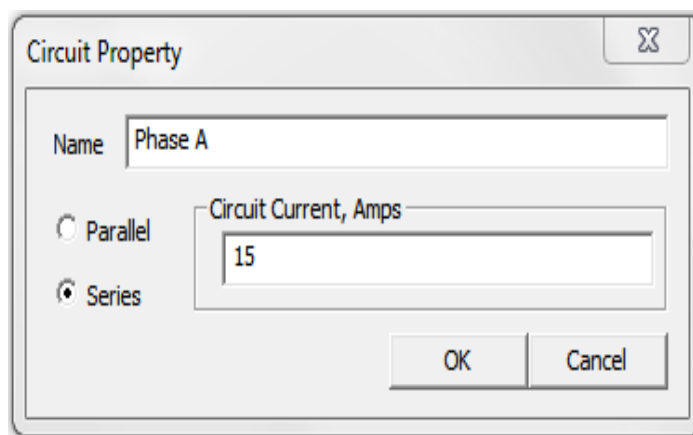 Circuit Property
Name Phase A
Parallel
Circuit Current, Amps
15
Series
OK Cancel